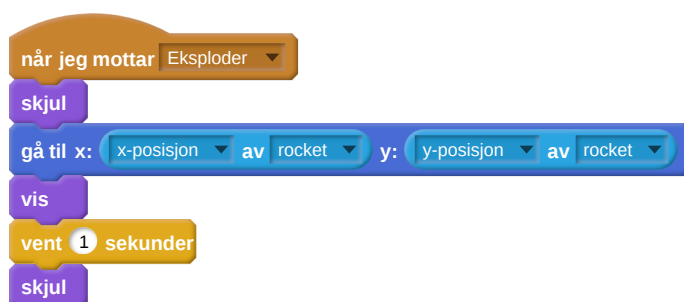 når jeg mottar Eksploder
skjul
gå til x: x-posisjon av rocket y: y-posisjon av rocket
vis
vent 1 sekunder
skjul